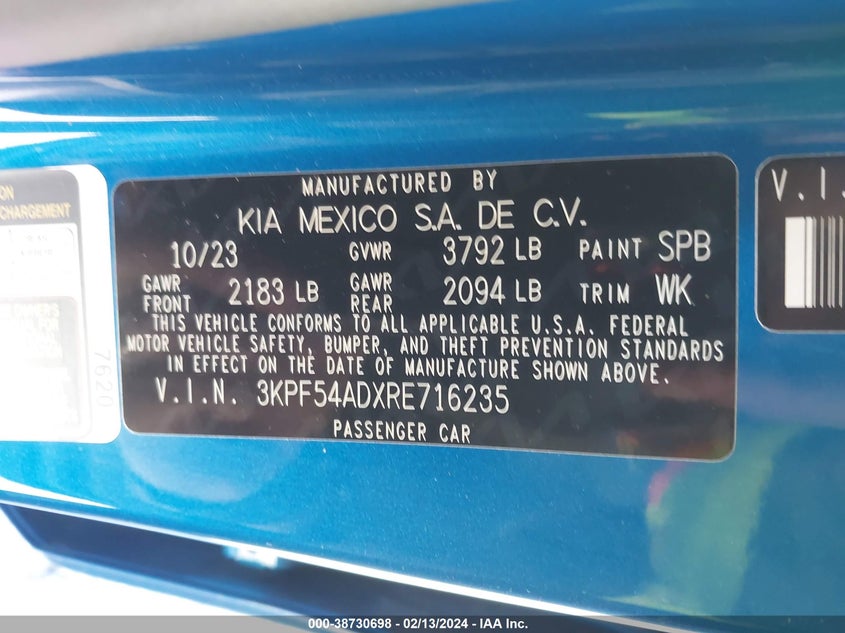 ON
CHARGEMENT
7620
MANUFACTURED BY
KIA MEXICO S.A. DE C.V.
10/23 GVWR 3792 LB PAINT SPB
GAWR FRONT 2183 LB GAWR REAR 2094 LB TRIM WK
THIS VEHICLE CONFORMS TO ALL APPLICABLE U.S.A. FEDERAL
MOTOR VEHICLE SAFETY, BUMPER, AND THEFT PREVENTION STANDARDS
IN EFFECT ON THE DATE OF MANUFACTURE SHOWN ABOVE.
V.I.N. 3KPF54ADXRE716235
PASSENGER CAR
V.I.
000-38730698 - 02/13/2024 - IAA Inc.